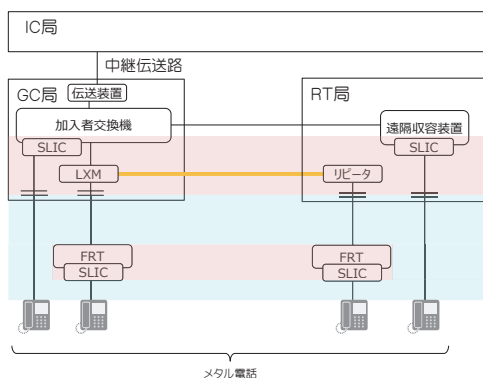 IC局
中継伝送路
GC局
伝送装置
RT局
加入者交換機
遠隔収容装置
SLIC
SLIC
LXM
リピータ
FRT
SLIC
FRT
SLIC
メタル電話